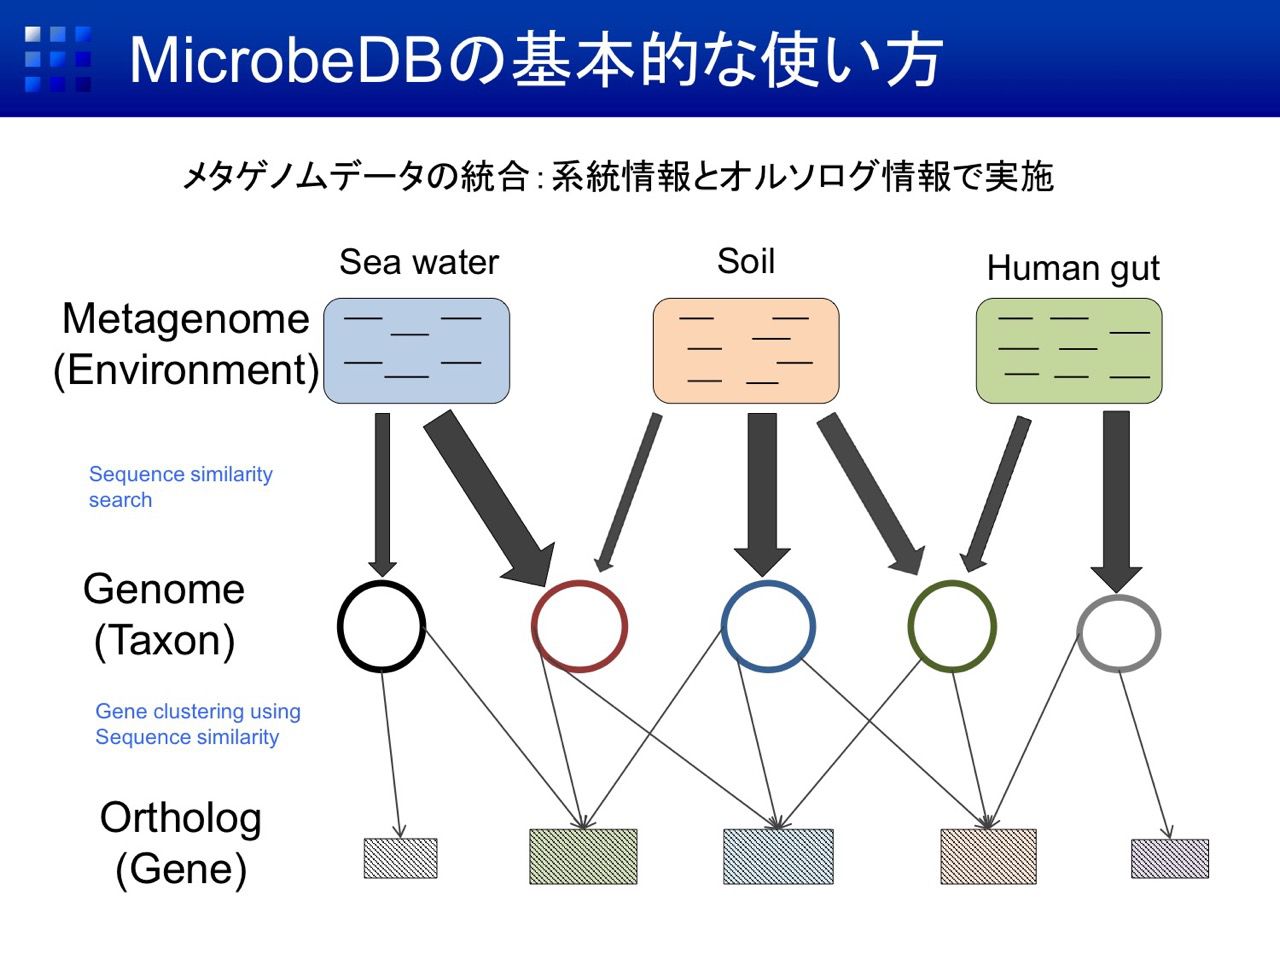 MicrobeDBの基本的な使い方
メタゲノムデータの統合：系統情報とオルソログ情報で実施
Sea water
Soil
Human gut
Metagenome
(Environment)
Sequence similarity
search
Genome
(Taxon)
Gene clustering using
Sequence similarity
Ortholog
(Gene)